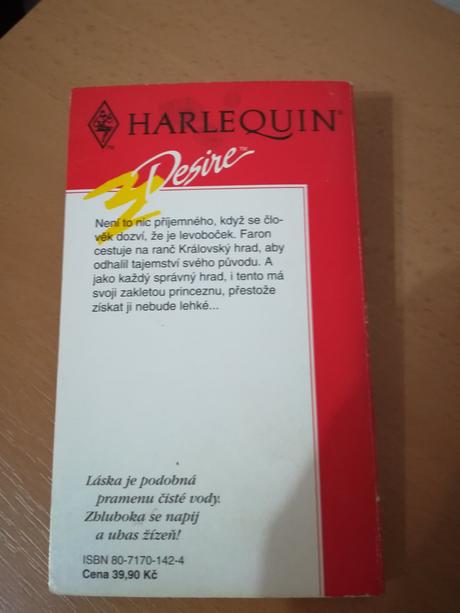 HARLEQUIN®
Desire™
Není to nic příjemného, když se člo-
věk dozví, že je levoboček. Faron
cestuje na ranč Královský hrad, aby
odhalil tajemství svého původu. A
jako každý správný hrad, i tento má
svoji zakletou princeznu, přestože
získat ji nebude lehké...
Láska je podobná
pramenu čisté vody.
Zhluboka se napij
a uhas žízeň!
ISBN 80-7170-142-4
Cena 39,90 Kč